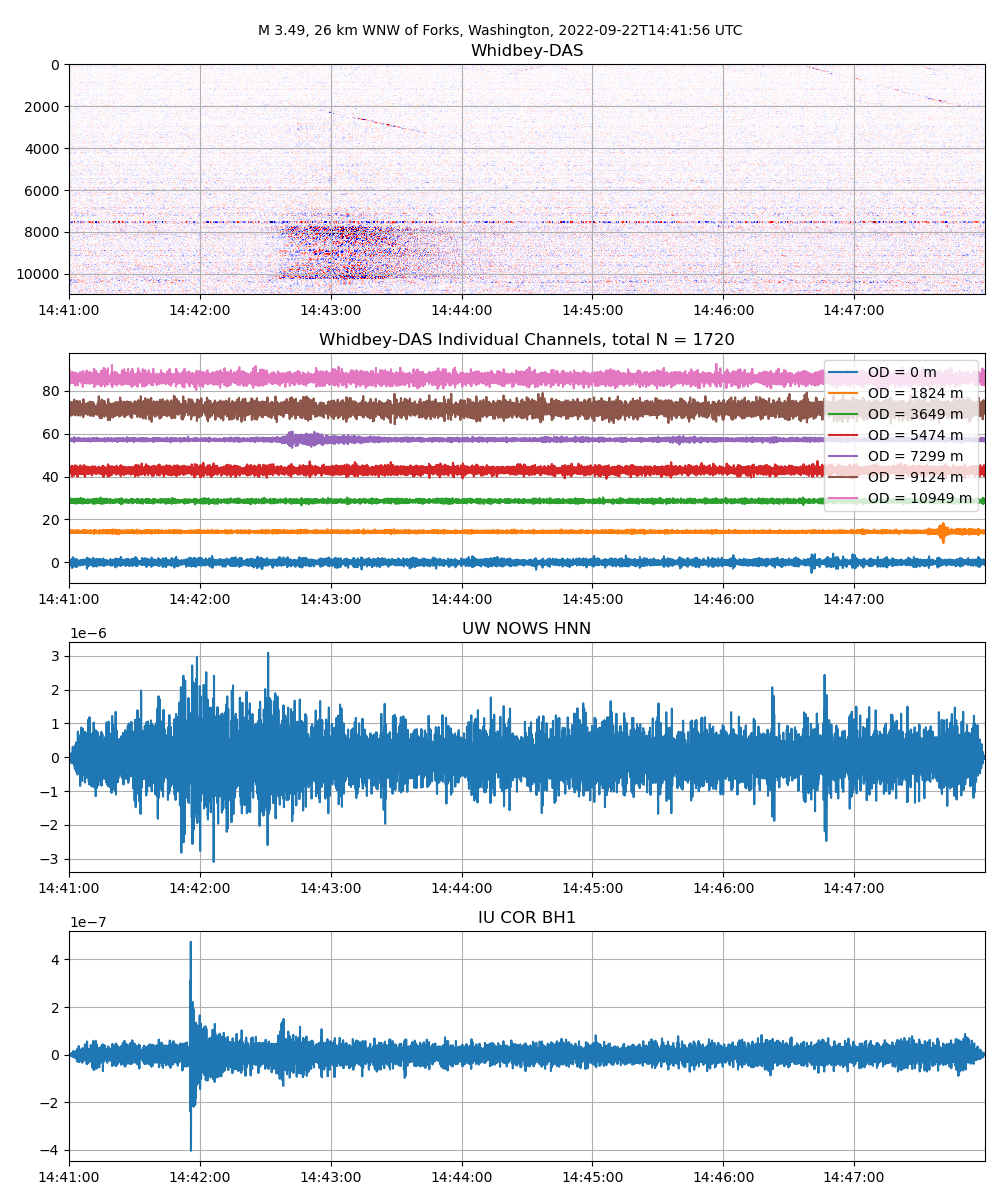 M 3.49, 26 km WNW of Forks, Washington, 2022-09-22T14:41:56 UTC
Whidbey-DAS
0
2000
4000
6000
8000
10000
14:41:00 14:42:00 14:43:00 14:44:00 14:45:00 14:46:00 14:47:00
Whidbey-DAS Individual Channels, total N = 1720
80
60
40
20
0
OD = 0 m
OD = 1824 m
OD = 3649 m
OD = 5474 m
OD = 7299 m
OD = 9124 m
OD = 10949 m
14:41:00 14:42:00 14:43:00 14:44:00 14:45:00 14:46:00 14:47:00
UW NOWS HNN
1e−6
3
2
1
0
−1
−2
−3
14:41:00 14:42:00 14:43:00 14:44:00 14:45:00 14:46:00 14:47:00
IU COR BH1
1e−7
4
2
0
−2
−4
14:41:00 14:42:00 14:43:00 14:44:00 14:45:00 14:46:00 14:47:00